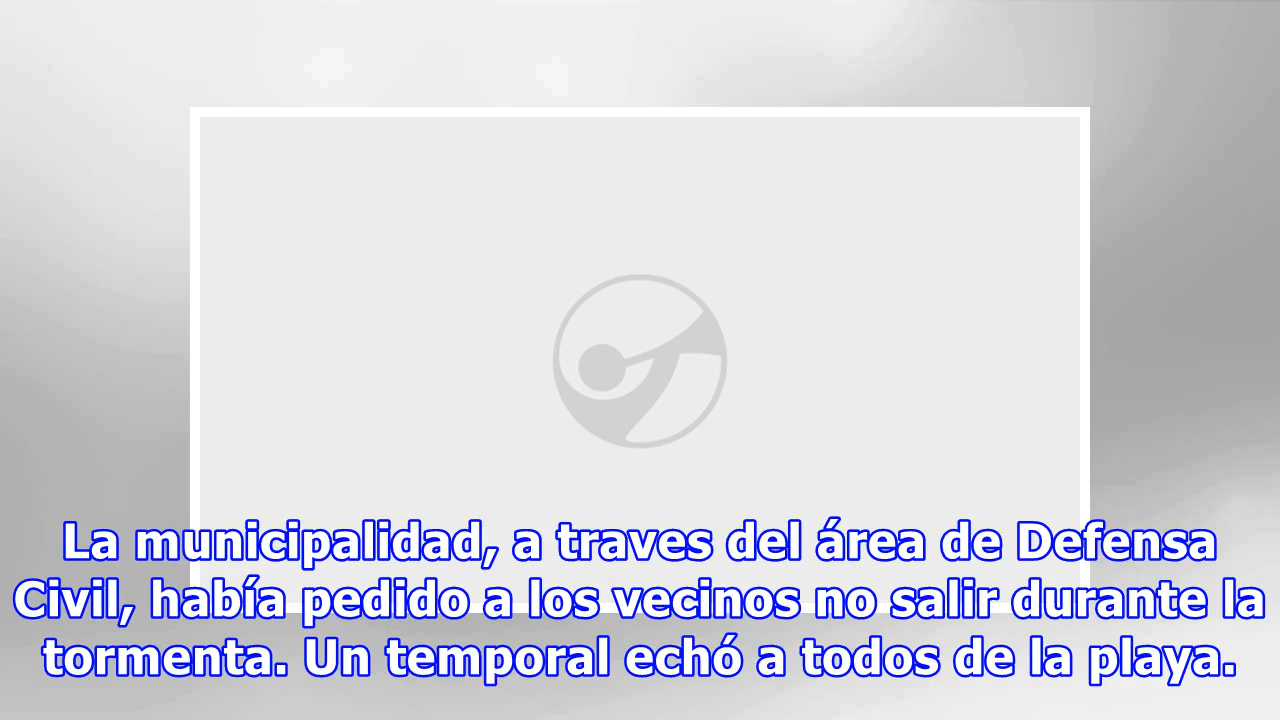 La municipalidad, a traves del área de Defensa
Civil, había pedido a los vecinos no salir durante la
tormenta. Un temporal echó a todos de la playa.